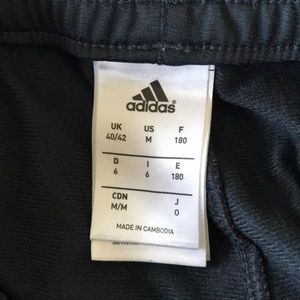 adidas®
UK US F
40/42 M 180
D I E
6 6 180
CDN J
M/M O
MADE IN CAMBODIA